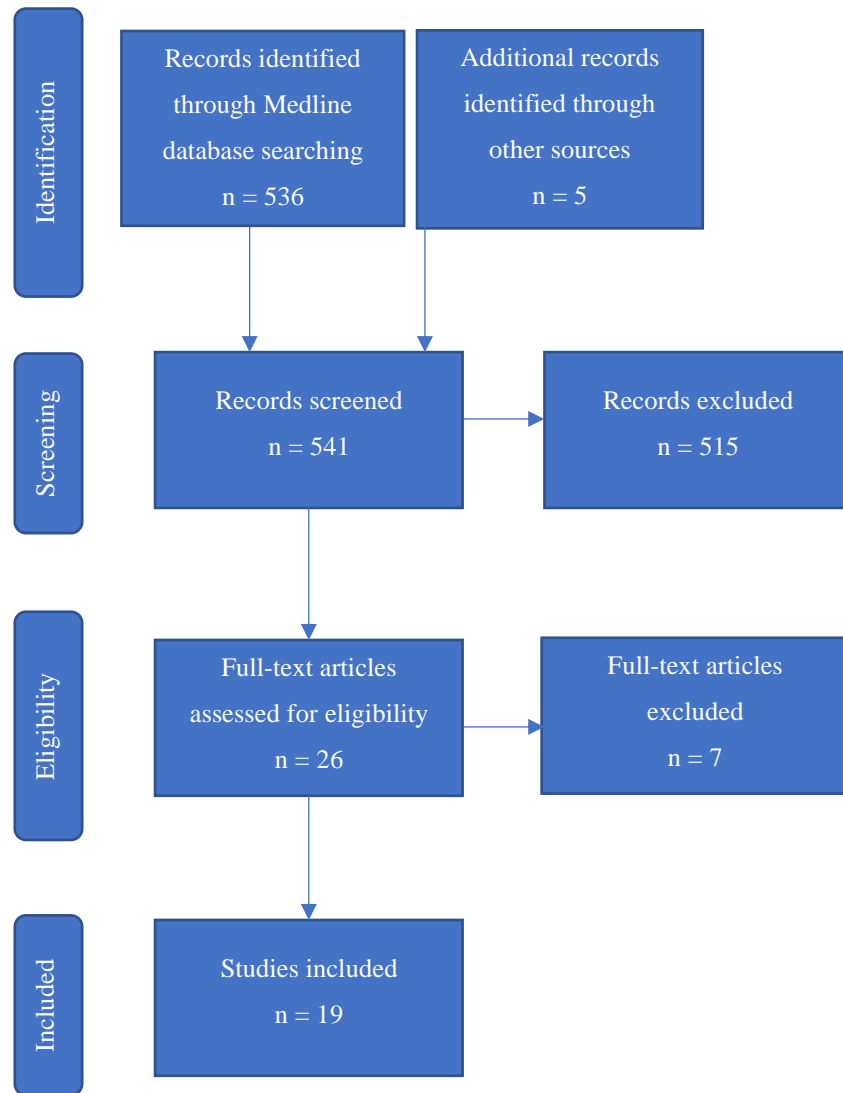 Identification
Records identified
through Medline
database searching
n = 536
Additional records
identified through
other sources
n = 5
Screening
Records screened
n = 541
Records excluded
n = 515
Eligibility
Full-text articles
assessed for eligibility
n = 26
Full-text articles
excluded
n = 7
Included
Studies included
n = 19